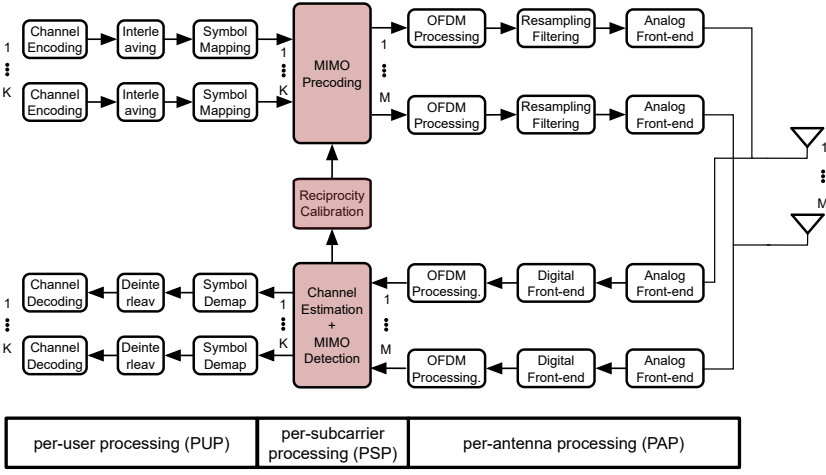 Channel
Encoding
Interle
aving
Symbol
Mapping
MIMO
Precoding
OFDM
Processing
Resampling
Filtering
Analog
Front-end
1
K
1
K
1
M
Channel
Encoding
Interle
aving
Symbol
Mapping
OFDM
Processing
Resampling
Filtering
Analog
Front-end
1
M
Reciprocity
Calibration
Channel
Decoding
Deinte
rleav
Symbol
Demap
Channel
Estimation
+
MIMO
Detection
OFDM
Processing.
Digital
Front-end
Analog
Front-end
1
K
1
K
1
M
Channel
Decoding
Deinte
rleav
Symbol
Demap
OFDM
Processing.
Digital
Front-end
Analog
Front-end
per-user processing (PUP)
per-subcarrier
processing (PSP)
per-antenna processing (PAP)